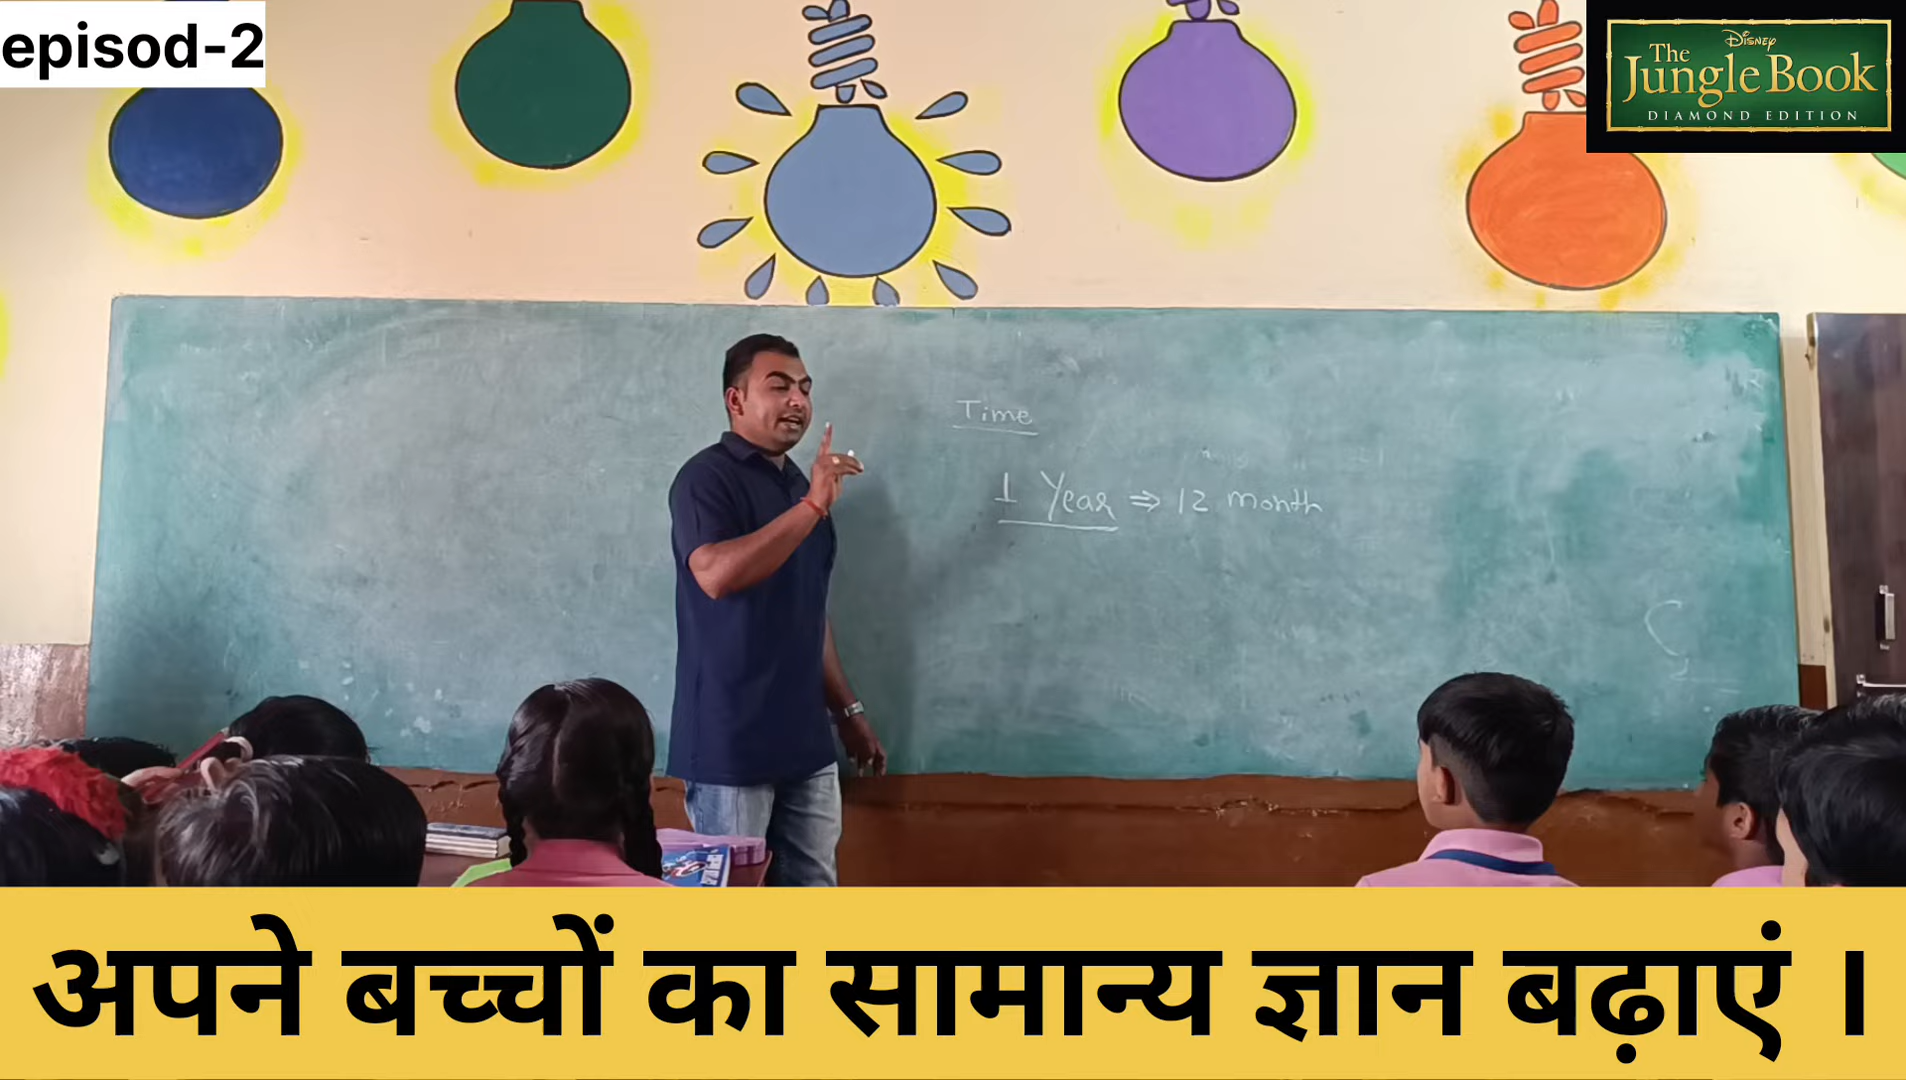 episod-2
Disney
The
Jungle Book
DIAMOND EDITION
Time
1 Year ⇒ 12 month
अपने बच्चों का सामान्य ज्ञान बढ़ाएं ।